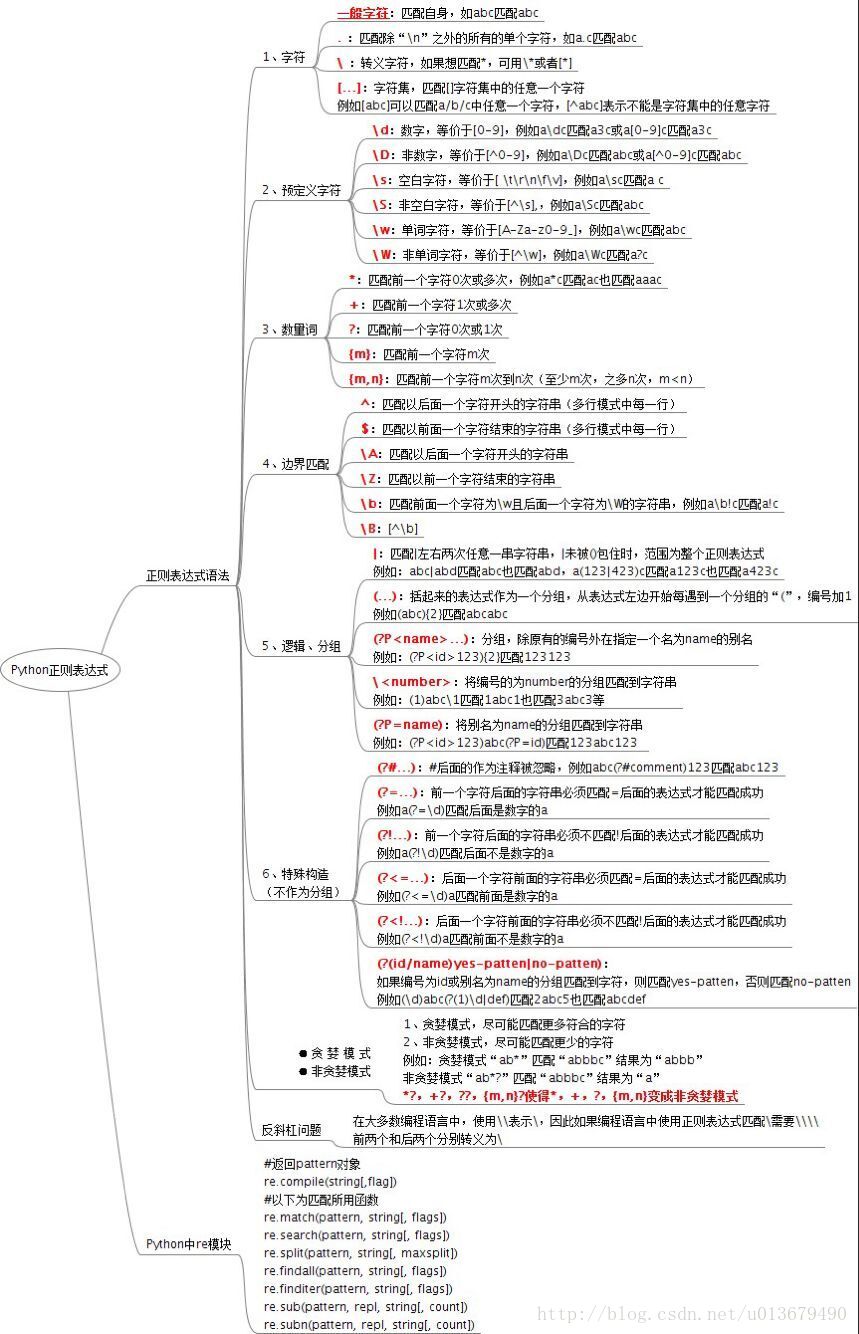 Python正则表达式
正则表达式语法
1、字符
一般字符：匹配自身，如abc匹配abc
. ：匹配除“\n”之外的所有的单个字符，如a.c匹配abc
\ ：转义字符，如果想匹配*，可用\*或者[*]
[...]：字符集，匹配[]字符集中的任意一个字符
例如[abc]可以匹配a/b/c中任意一个字符，[^abc]表示不能是字符集中的任意字符
2、预定义字符
\d：数字，等价于[0-9]，例如a\dc匹配a3c或a[0-9]c匹配a3c
\D：非数字，等价于[^0-9]，例如a\Dc匹配abc或a[^0-9]c匹配abc
\s：空白字符，等价于[ \t\r\n\f\v]，例如a\sc匹配a c
\S：非空白字符，等价于[^\s],，例如a\Sc匹配abc
\w：单词字符，等价于[A-Za-z0-9_]，例如a\wc匹配abc
\W：非单词字符，等价于[^\w]，例如a\Wc匹配a?c
3、数量词
*：匹配前一个字符0次或多次，例如a*c匹配ac也匹配aaac
+：匹配前一个字符1次或多次
?：匹配前一个字符0次或1次
{m}：匹配前一个字符m次
{m,n}：匹配前一个字符m次到n次（至少m次，之多n次，m<n）
4、边界匹配
^：匹配以后面一个字符开头的字符串（多行模式中每一行）
$：匹配以前面一个字符结束的字符串（多行模式中每一行）
\A：匹配以后面一个字符开头的字符串
\Z：匹配以前一个字符结束的字符串
\b：匹配前面一个字符为\w且后面一个字符为\W的字符串，例如a\b!c匹配a!c
\B：[^\b]
5、逻辑、分组
|：匹配|左右两次任意一串字符串，|未被()包住时，范围为整个正则表达式
例如：abc|abd匹配abc也匹配abd，a(123|423)c匹配a123c也匹配a423c
(...)：括起来的表达式作为一个分组，从表达式左边开始每遇到一个分组的“(”，编号加1
例如(abc){2}匹配abcabc
(?P<name>...)：分组，除原有的编号外在指定一个名为name的别名
例如：(?P<id>123){2}匹配123123
\<number>：将编号的为number的分组匹配到字符串
例如：(1)abc\1匹配1abc1也匹配3abc3等
(?P=name)：将别名为name的分组匹配到字符串
例如：(?P<id>123)abc(?P=id)匹配123abc123
6、特殊构造
（不作为分组）
(?#...)：#后面的作为注释被忽略，例如abc(?#comment)123匹配abc123
(?=...)：前一个字符后面的字符串必须匹配=后面的表达式才能匹配成功
例如a(?=\d)匹配后面是数字的a
(?!...)：前一个字符后面的字符串必须不匹配!后面的表达式才能匹配成功
例如a(?!\d)匹配后面不是数字的a
(?<=...)：后面一个字符前面的字符串必须匹配=后面的表达式才能匹配成功
例如(?<=\d)a匹配前面是数字的a
(?<!...)：后面一个字符前面的字符串必须不匹配!后面的表达式才能匹配成功
例如(?<!\d)a匹配前面不是数字的a
(?(id/name)yes-patten|no-patten)：
如果编号为id或别名为name的分组匹配到字符，则匹配yes-patten，否则匹配no-patten
例如(\d)abc(?(1)\d|def)匹配2abc5也匹配abcdef
● 贪婪模式
● 非贪婪模式
1、贪婪模式，尽可能匹配更多符合的字符
2、非贪婪模式，尽可能匹配更少的字符
例如：贪婪模式“ab*”匹配“abbbc”结果为“abbb”
非贪婪模式“ab*?”匹配“abbbc”结果为“a”
*?，+?，??，{m,n}?使得*，+，?，{m,n}变成非贪婪模式
反斜杠问题
在大多数编程语言中，使用\\表示\，因此如果编程语言中使用正则表达式匹配\需要\\\\
前两个和后两个分别转义为\
Python中re模块
#返回pattern对象
re.compile(string[,flag])
#以下为匹配所用函数
re.match(pattern, string[, flags])
re.search(pattern, string[, flags])
re.split(pattern, string[, maxsplit])
re.findall(pattern, string[, flags])
re.finditer(pattern, string[, flags])
re.sub(pattern, repl, string[, count])
re.subn(pattern, repl, string[, count])
http://blog.csdn.net/u013679490